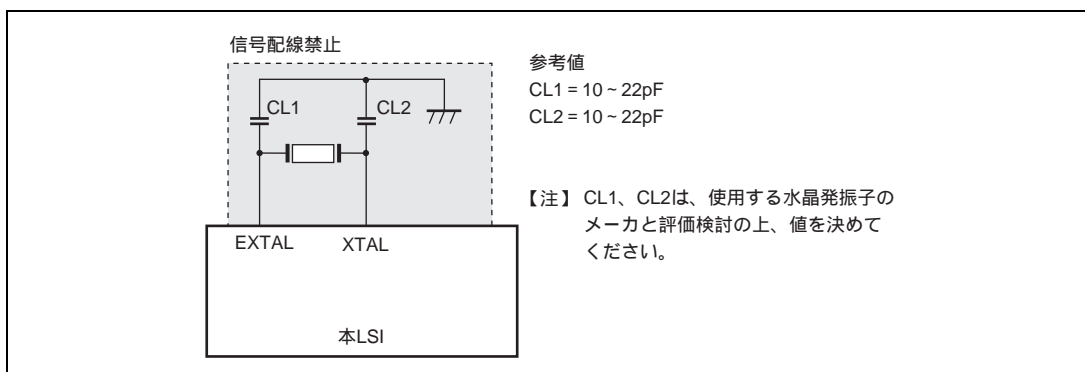 信号配線禁止
CL1
CL2
EXTAL
XTAL
本LSI
参考値
CL1 = 10 ~ 22pF
CL2 = 10 ~ 22pF
【注】 CL1、CL2は、使用する水晶発振子の
メーカと評価検討の上、値を決めて
ください。